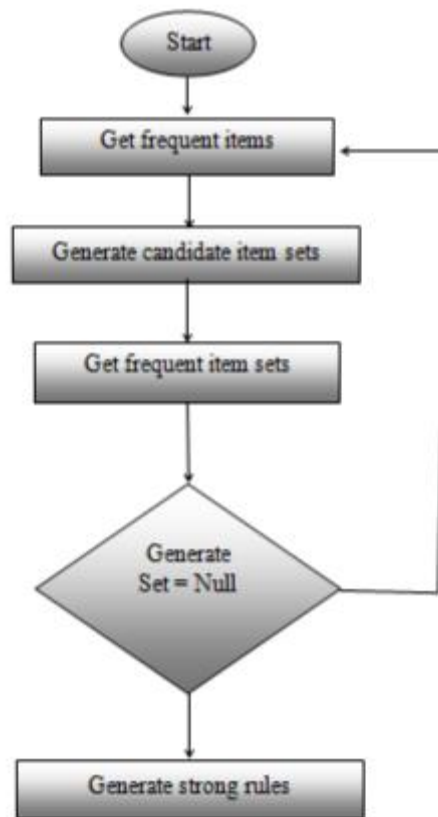 Start
Get frequent items
Generate candidate item sets
Get frequent item sets
Generate
Set = Null
Generate strong rules